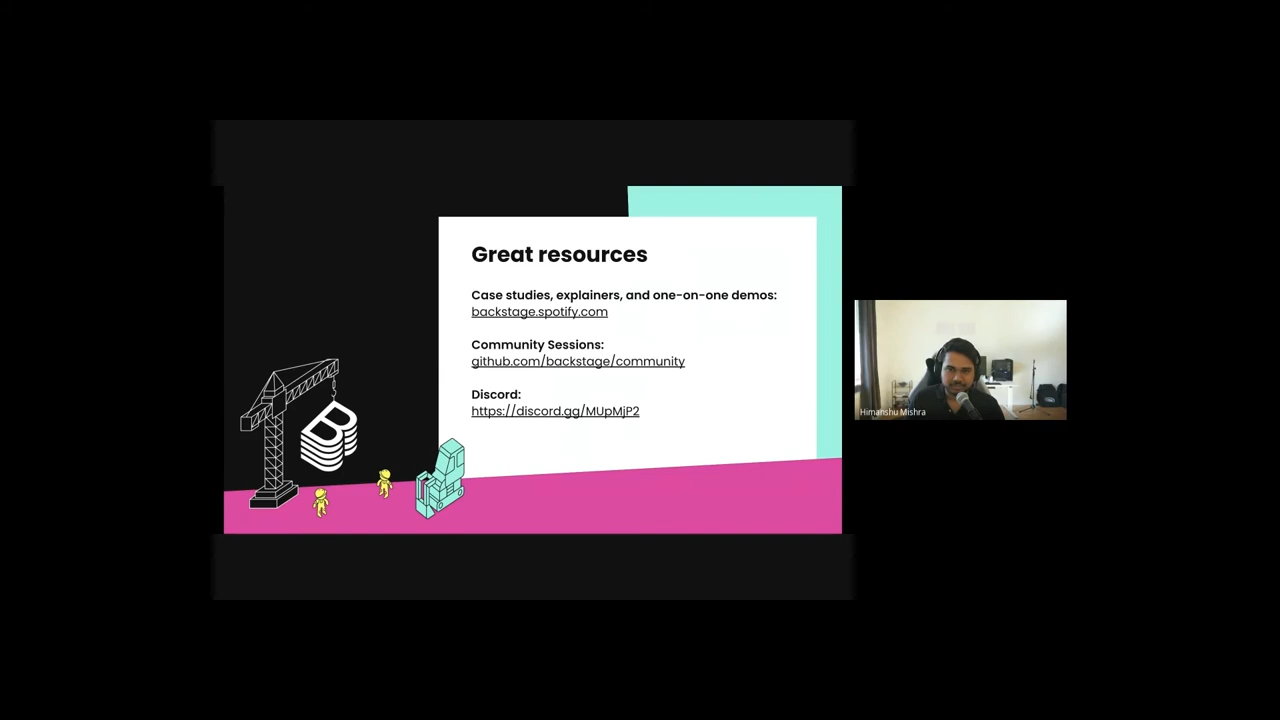 Great resources
Case studies, explainers, and one-on-one demos:
backstage.spotify.com
Community Sessions:
github.com/backstage/community
Discord:
https://discord.gg/MUpMjP2
B
Himanshu Mishra